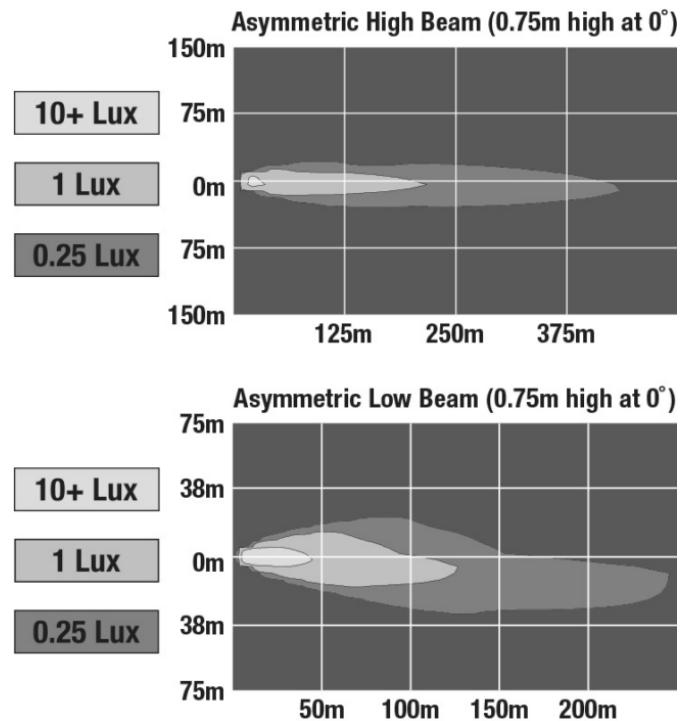 Asymmetric High Beam (0.75m high at 0°)
150m
10+ Lux
75m
1 Lux
0m
0.25 Lux
75m
150m
125m 250m 375m
Asymmetric Low Beam (0.75m high at 0°)
75m
10+ Lux
38m
1 Lux
0m
0.25 Lux
38m
75m
50m 100m 150m 200m